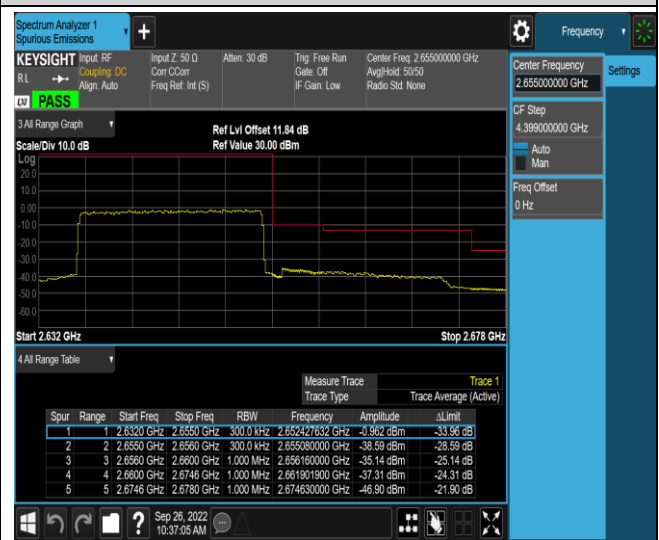 Spectrum Analyzer 1
Spurious Emissions
+
Frequency
KEYSIGHT Input: RF Input Z: 50 Ω Atten: 30 dB Trig: Free Run Center Freq: 2.655000000 GHz
RL Coupling: DC Corr CCorr Gate: Off Avg|Hold: 50/50
Align: Auto Freq Ref: Int (S) IF Gain: Low Radio Std: None
LW PASS
Center Frequency
2.655000000 GHz
Settings
CF Step
4.399000000 GHz
Auto
Man
Freq Offset
0 Hz
3 All Range Graph
Ref Lvl Offset 11.84 dB
Scale/Div 10.0 dB Ref Value 30.00 dBm
Log
20.0
10.0
0.00
-10.0
-20.0
-30.0
-40.0
-50.0
-60.0
Start 2.632 GHz Stop 2.678 GHz
4 All Range Table
Measure Trace Trace 1
Trace Type Trace Average (Active)
Spur Range Start Freq Stop Freq RBW Frequency Amplitude ΔLimit
1 1 2.6320 GHz 2.6550 GHz 300.0 kHz 2.652427632 GHz -0.962 dBm -33.96 dB
2 2 2.6550 GHz 2.6560 GHz 300.0 kHz 2.655080000 GHz -38.59 dBm -28.59 dB
3 3 2.6560 GHz 2.6600 GHz 1.000 MHz 2.656160000 GHz -35.14 dBm -25.14 dB
4 4 2.6600 GHz 2.6746 GHz 1.000 MHz 2.661901900 GHz -37.31 dBm -24.31 dB
5 5 2.6746 GHz 2.6780 GHz 1.000 MHz 2.674630000 GHz -46.90 dBm -21.90 dB
? Sep 26, 2022
10:37:05 AM